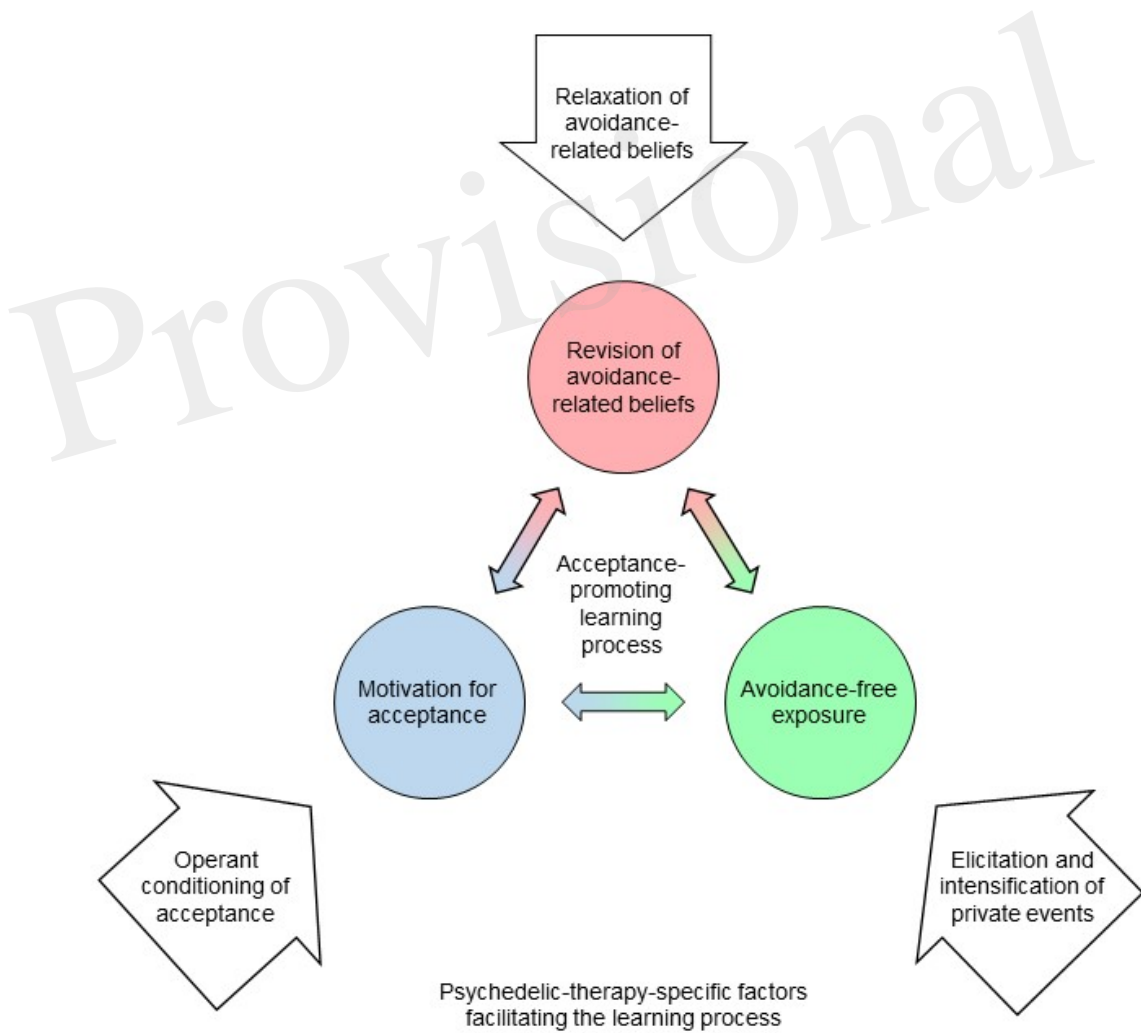 Provisional
Relaxation of
avoidance-
related beliefs
Revision of
avoidance-
related beliefs
Acceptance-
promoting
learning
process
Motivation for
acceptance
Avoidance-free
exposure
Operant
conditioning of
acceptance
Elicitation and
intensification of
private events
Psychedelic-therapy-specific factors
facilitating the learning process